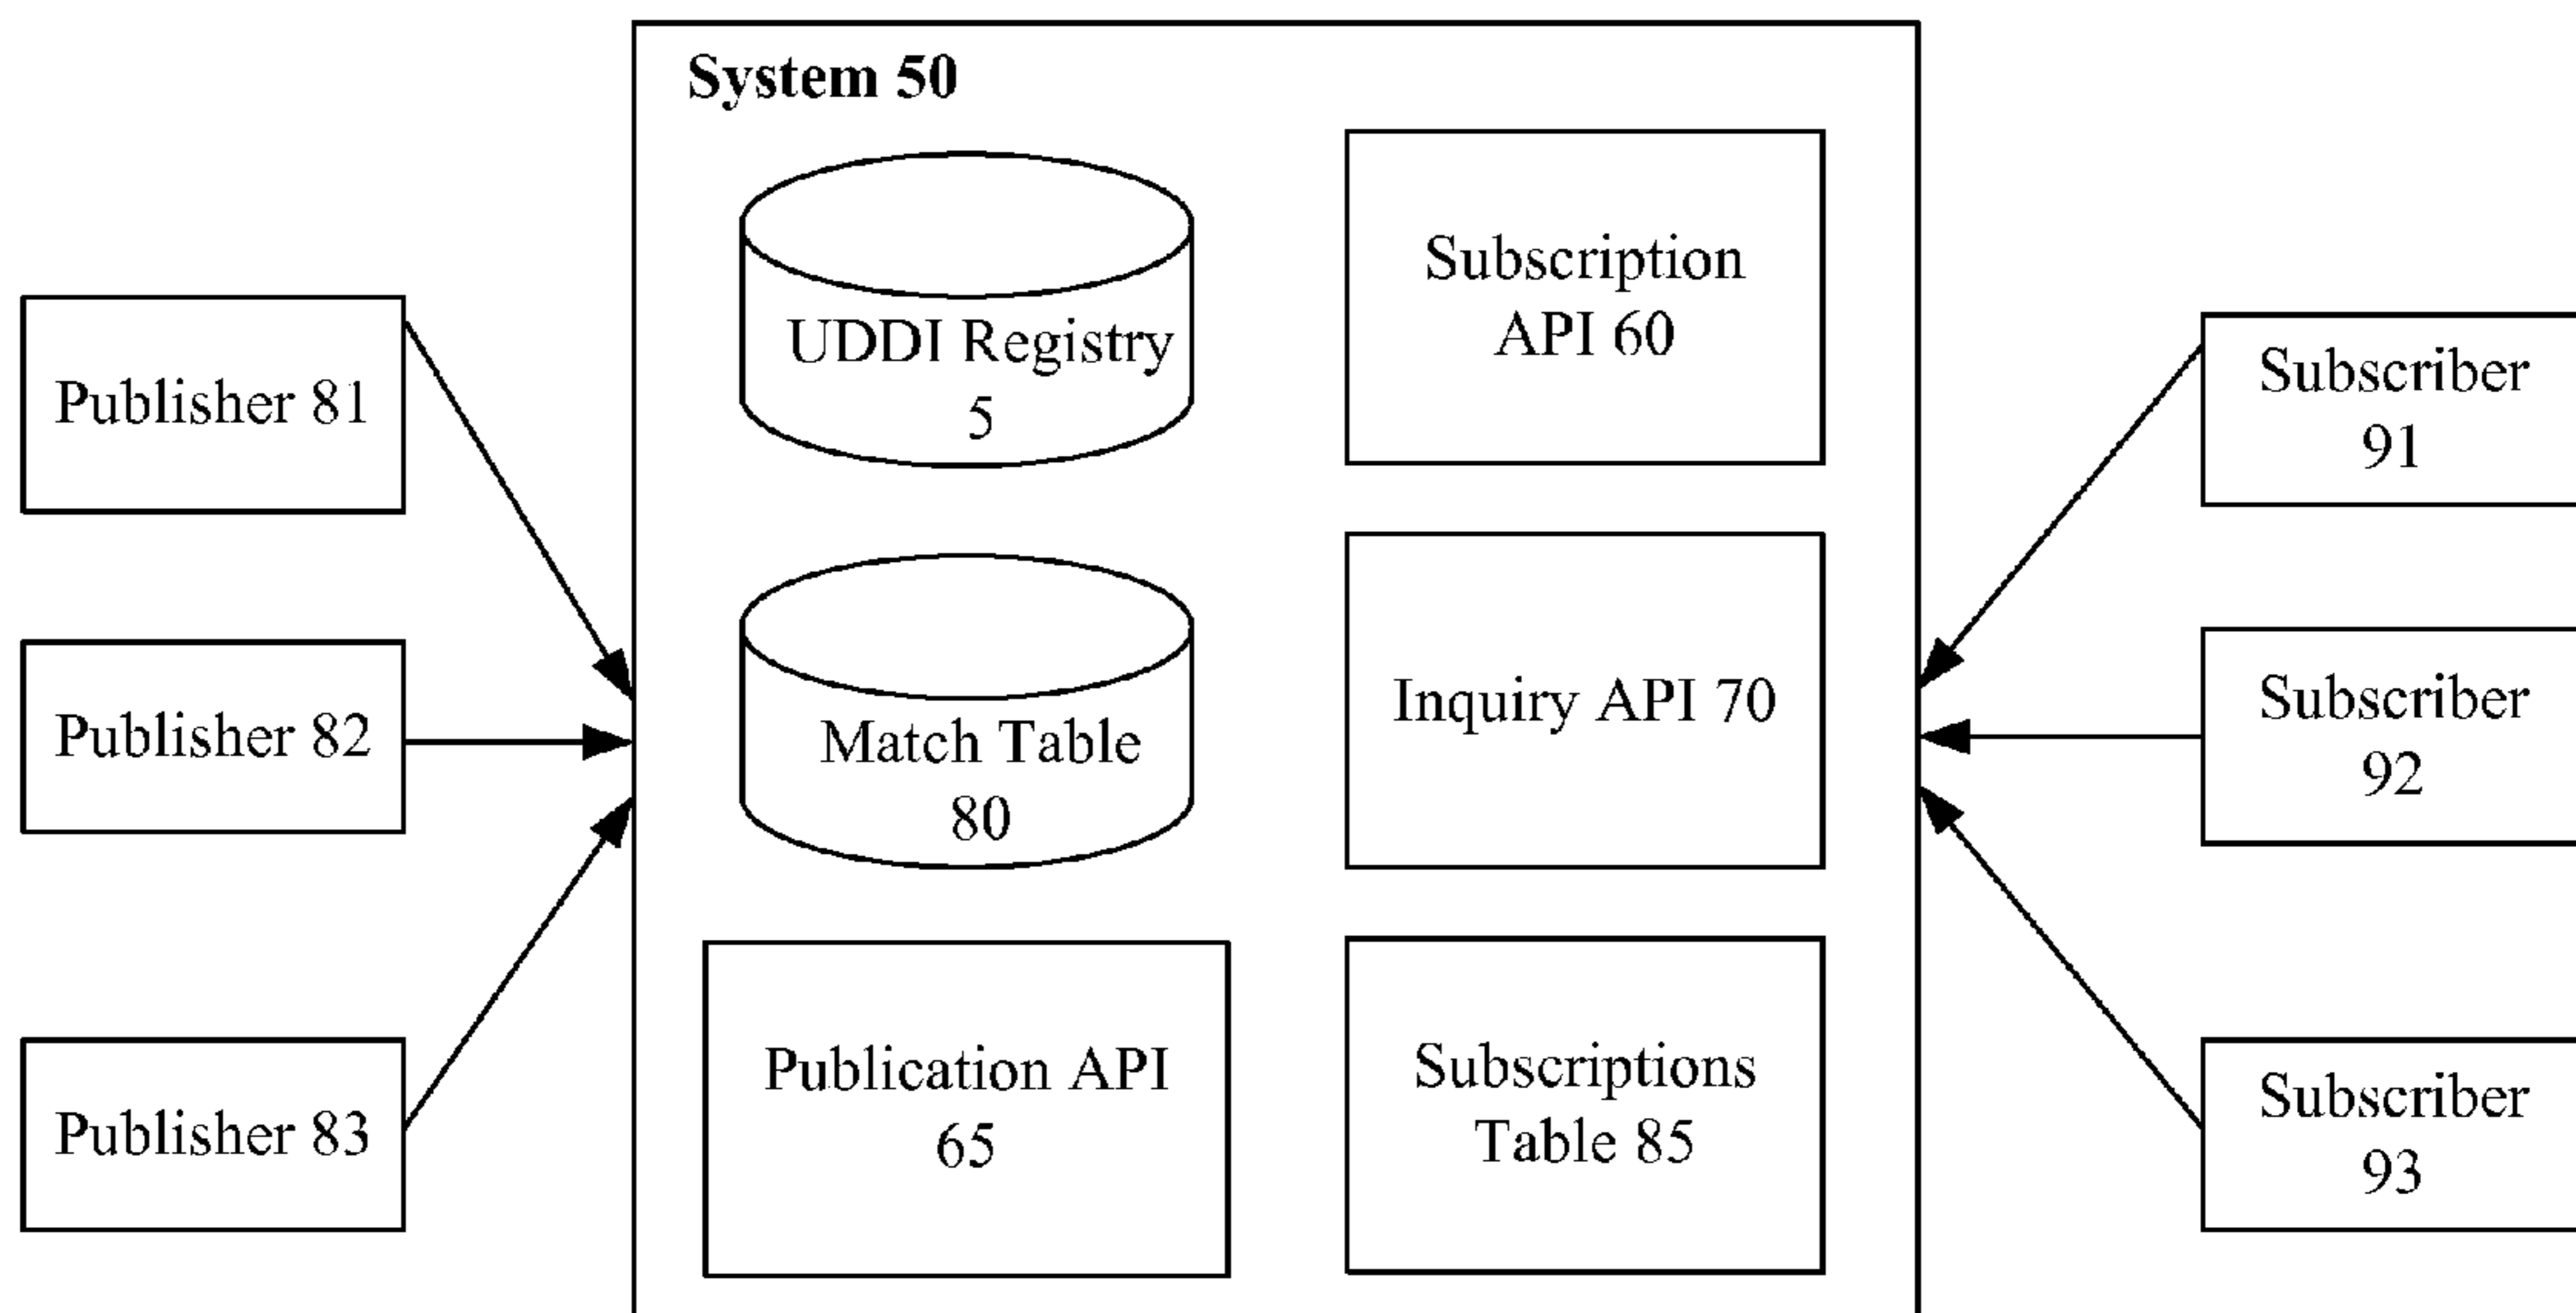 System 50
Publisher 81
Publisher 82
Publisher 83
UDDI Registry
5
Match Table
80
Publication API
65
Subscription
API 60
Inquiry API 70
Subscriptions
Table 85
Subscriber
91
Subscriber
92
Subscriber
93